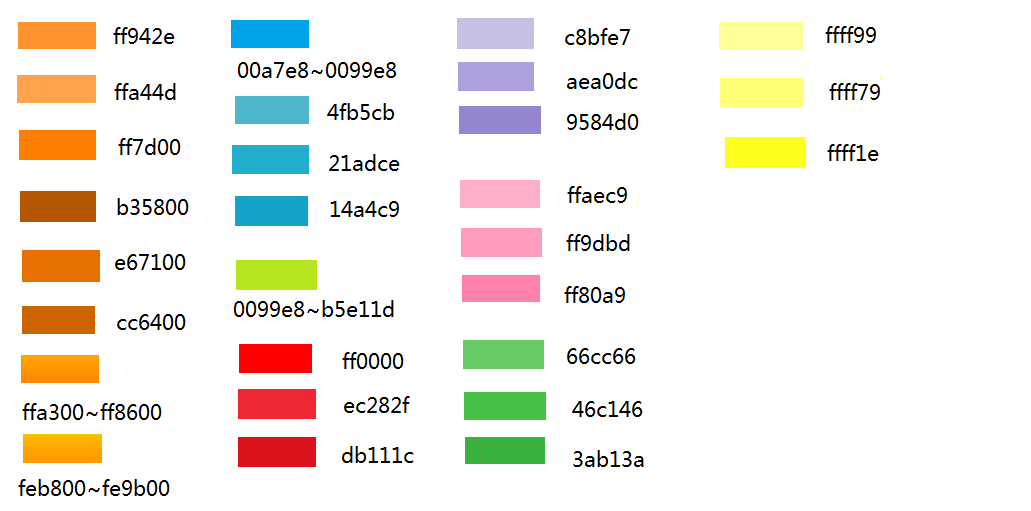 ff942e
ffa44d
ff7d00
b35800
e67100
cc6400
ffa300~ff8600
feb800~fe9b00
00a7e8~0099e8
4fb5cb
21adce
14a4c9
0099e8~b5e11d
ff0000
ec282f
db111c
c8bfe7
aea0dc
9584d0
ffaec9
ff9dbd
ff80a9
66cc66
46c146
3ab13a
ffff99
ffff79
ffff1e